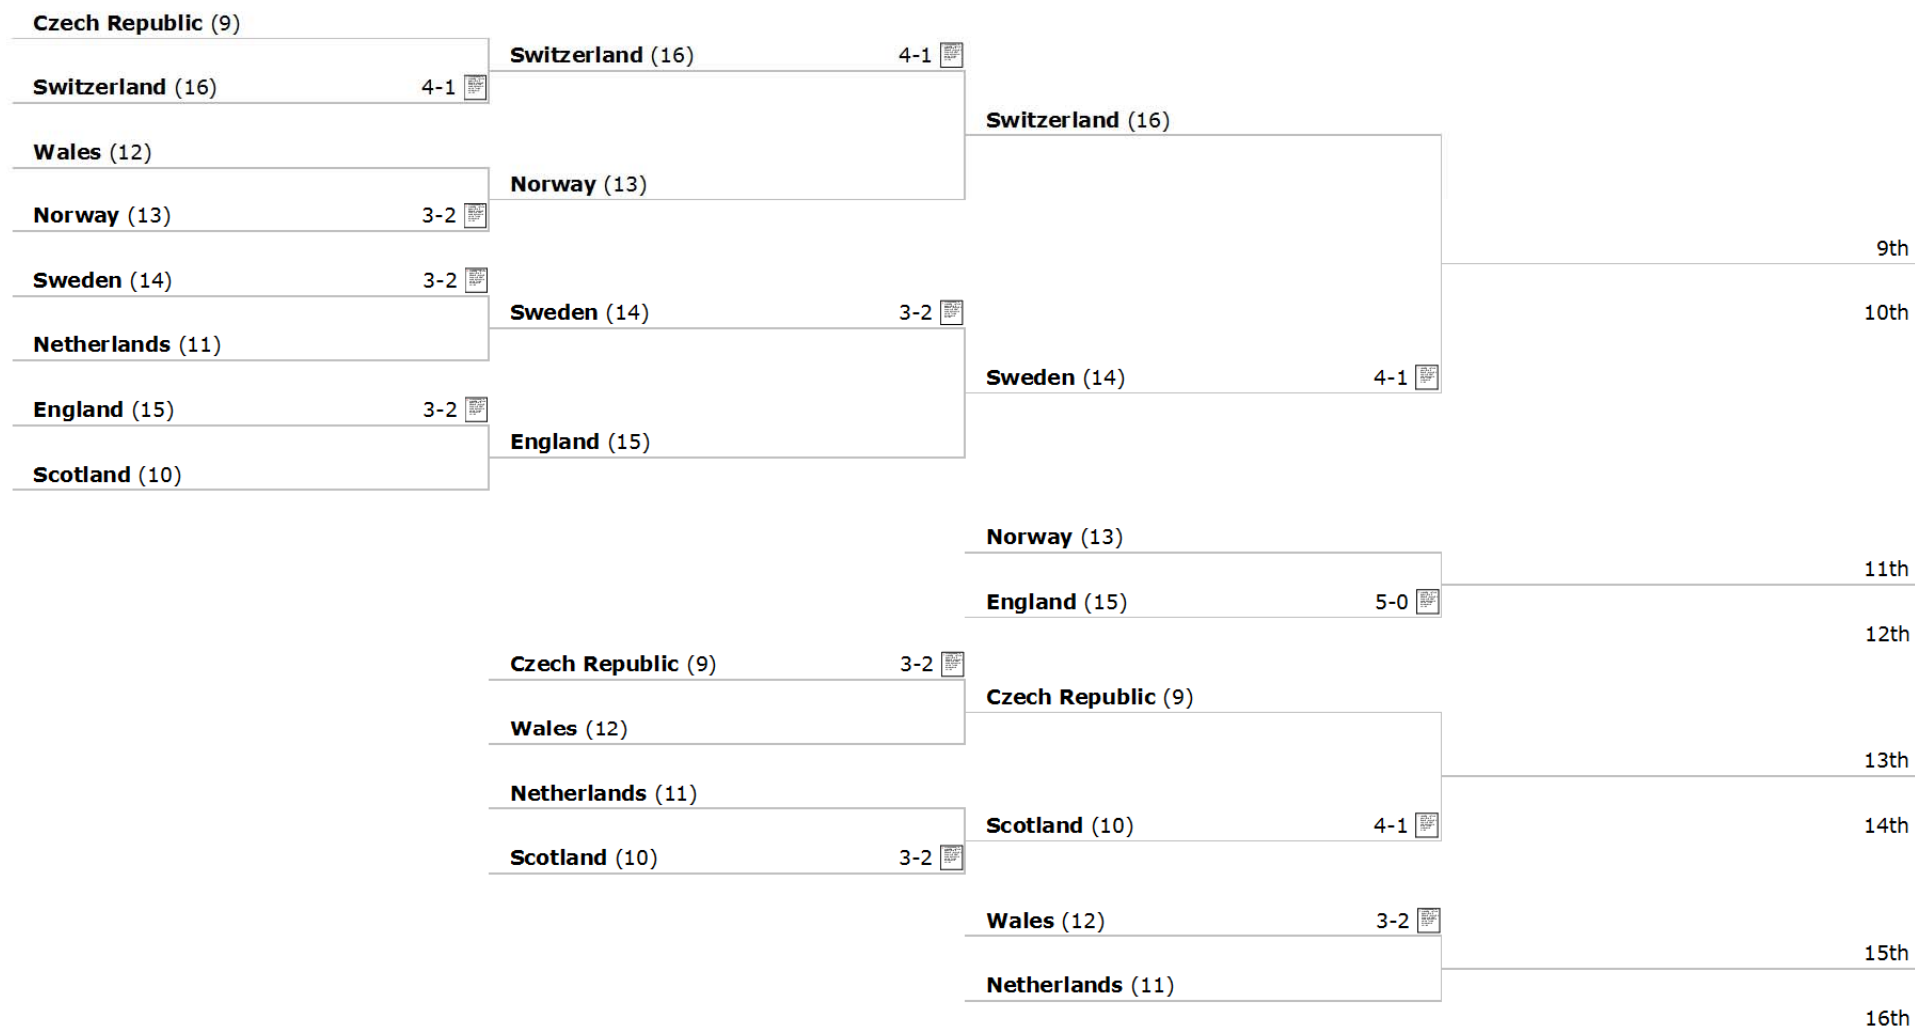 Czech Republic (9)
Switzerland (16) 4-1
Wales (12)
Norway (13) 3-2
Sweden (14) 3-2
Netherlands (11)
England (15) 3-2
Scotland (10)
Switzerland (16) 4-1
Norway (13)
Sweden (14) 3-2
England (15)
Switzerland (16)
Sweden (14) 4-1
9th
10th
Norway (13)
England (15) 5-0
11th
12th
Czech Republic (9) 3-2
Wales (12)
Netherlands (11)
Scotland (10) 3-2
Czech Republic (9)
Scotland (10) 4-1
13th
14th
Wales (12) 3-2
Netherlands (11)
15th
16th